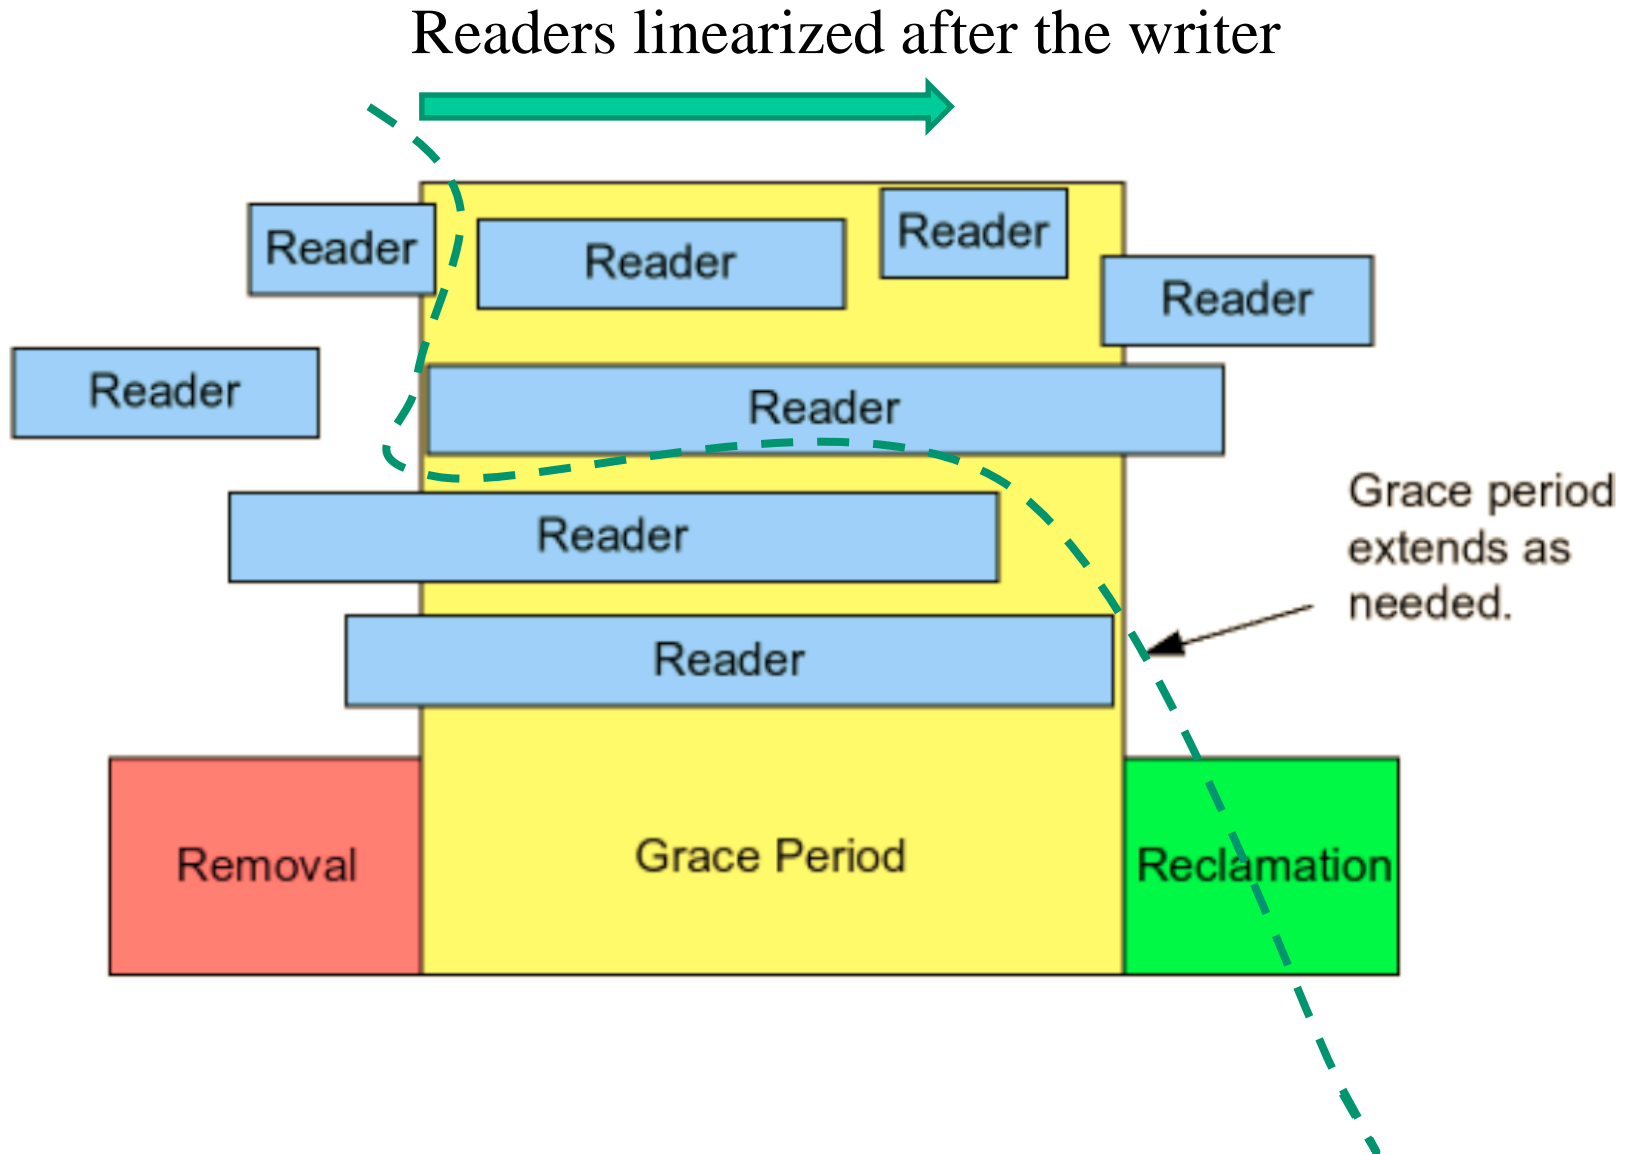 Readers linearized after the writer
Reader
Reader
Reader
Reader
Reader
Reader
Reader
Reader
Grace period
extends as
needed.
Removal
Grace Period
Reclamation